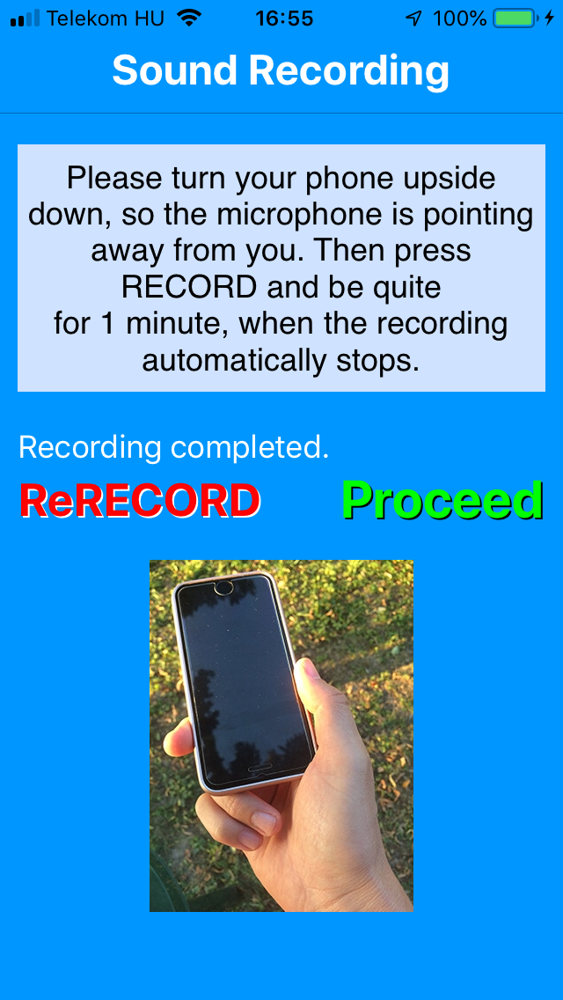 Telekom HU 16:55 100%
Sound Recording
Please turn your phone upside
down, so the microphone is pointing
away from you. Then press
RECORD and be quite
for 1 minute, when the recording
automatically stops.
Recording completed.
ReRECORD Proceed